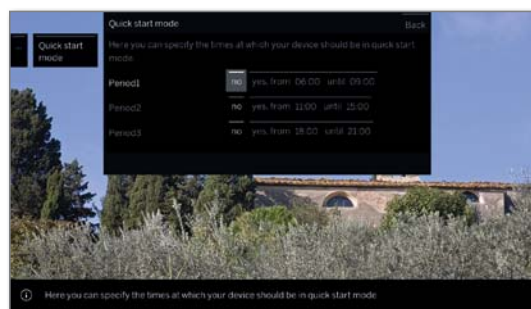 Quick start mode
Back
Quick start
mode
Here you can specify the times at which your device should be in quick start
mode
Period1 no yes, from 06:00 until 09:00
Period2 no yes, from 11:00 until 15:00
Period3 no yes, from 18:00 until 21:00
Here you can specify the times at which your device should be in quick start mode